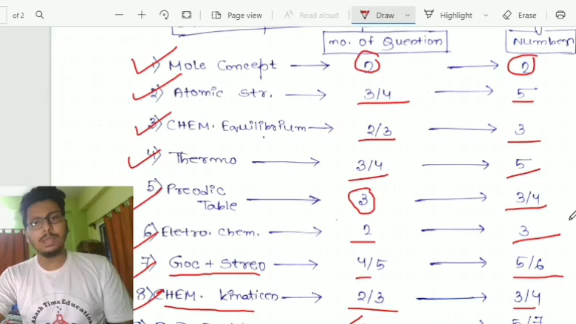 of 2
Page view
Read aloud
Draw
Highlight
Erase
no. of Question
Number
1) Mole Concept → 2 → 2
2) Atomic Str. → 3/4 → 5
3) CHEM. Equilibrium → 2/3 → 3
4) Thermo → 3/4 → 5
5) Preodic Table → 3 → 3/4
6) Eletro. Chem. → 2 → 3
7) Goc + Streo → 4/5 → 5/6
8) CHEM. Kinatics → 2/3 → 3/4
5/7